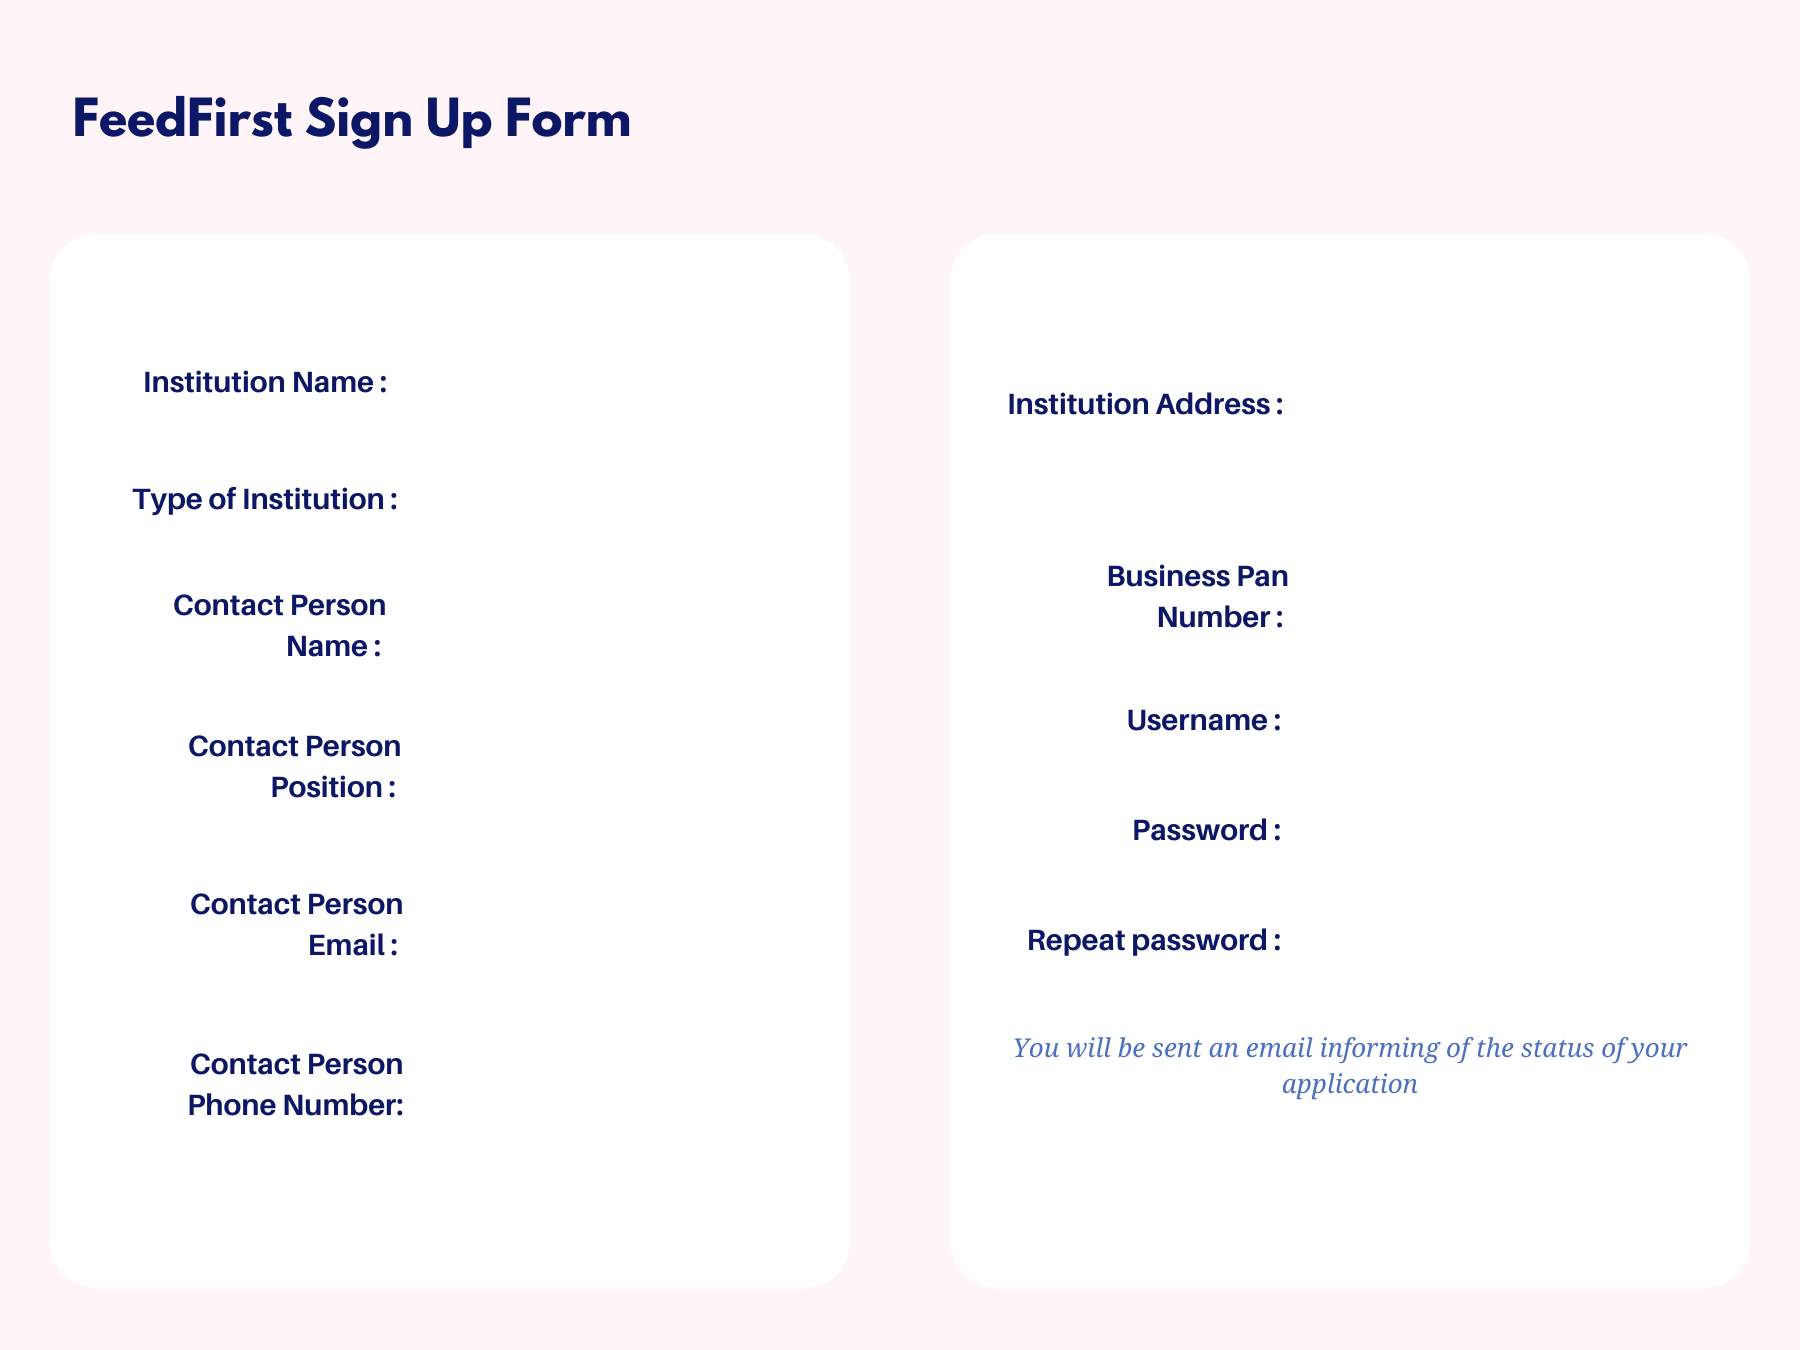 FeedFirst Sign Up Form
Institution Name :
Type of Institution :
Contact Person
Name :
Contact Person
Position :
Contact Person
Email :
Contact Person
Phone Number:
Institution Address :
Business Pan
Number :
Username :
Password :
Repeat password :
You will be sent an email informing of the status of your
application